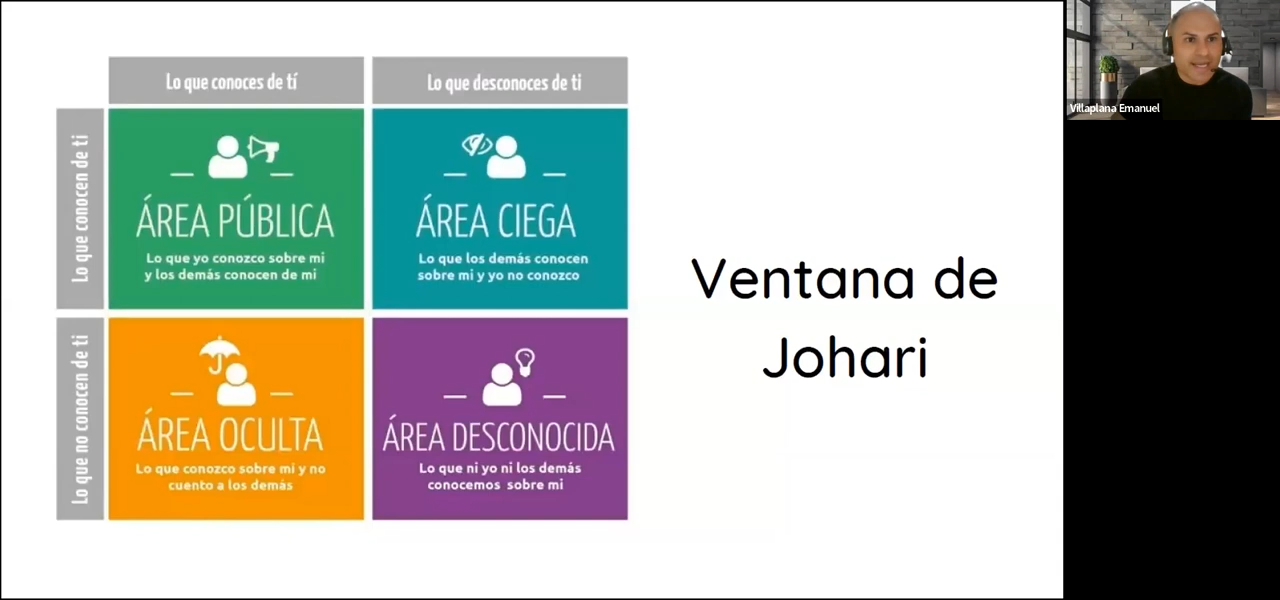 Lo que conoces de tí
Lo que desconoces de ti
Lo que conocen de ti
ÁREA PÚBLICA
Lo que yo conozco sobre mi
y los demás conocen de mi
ÁREA CIEGA
Lo que los demás conocen
sobre mi y yo no conozco
Lo que no conocen de ti
ÁREA OCULTA
Lo que conozco sobre mi y no
cuento a los demás
ÁREA DESCONOCIDA
Lo que ni yo ni los demás
conocemos sobre mi
Ventana de
Johari
Villaplana Emanuel